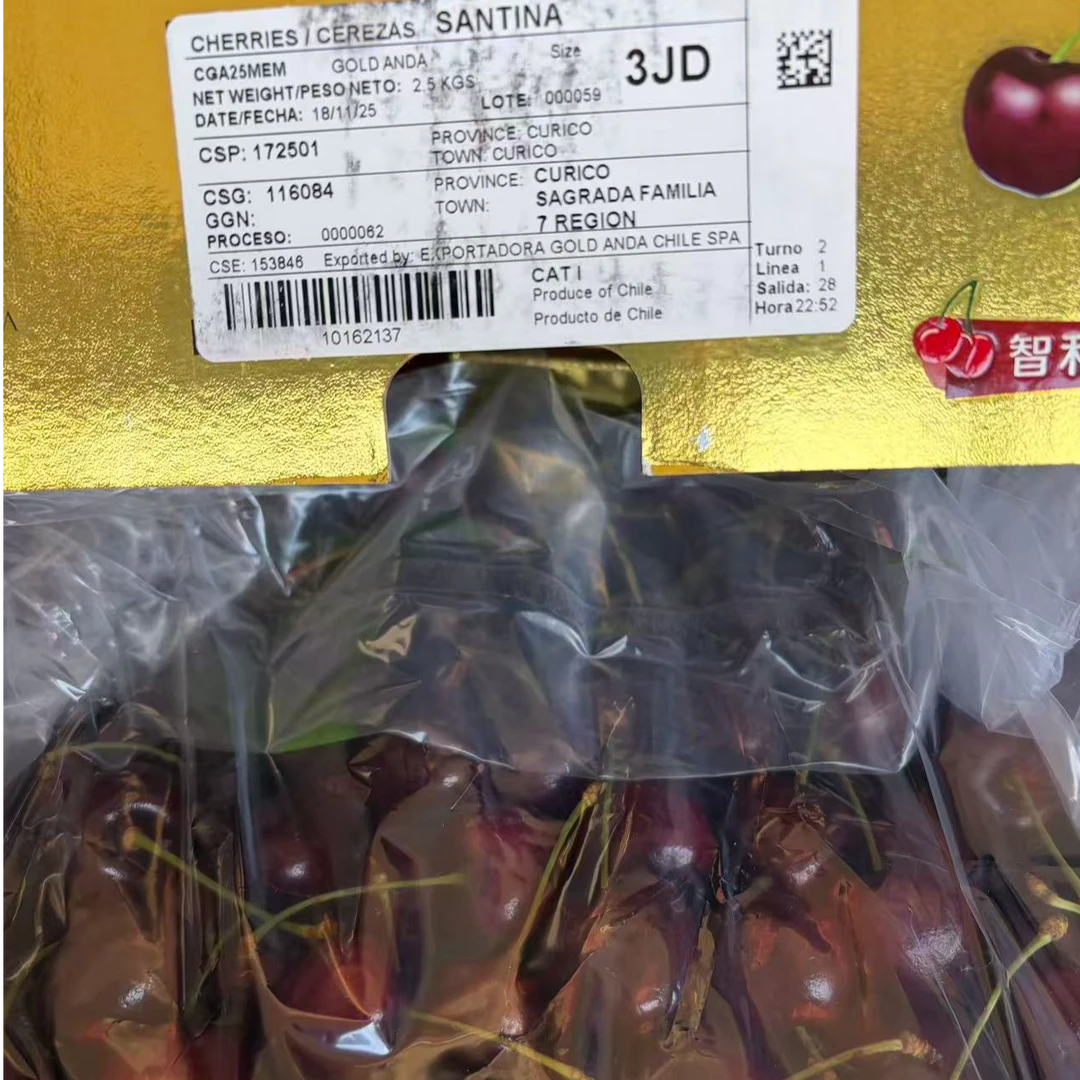 CHERRIES / CEREZAS SANTINA
CGA25MEM GOLD ANDA Size 3JD
NET WEIGHT/PESO NETO: 2.5 KGS
DATE/FECHA: 18/11/25 LOTE: 000059
CSP: 172501 PROVINCE: CURICO
TOWN: CURICO
CSG: 116084 PROVINCE: CURICO
GGN: TOWN: SAGRADA FAMILIA
PROCESO: 0000062 7 REGION
CSE: 153846 Exported by: EXPORTADORA GOLD ANDA CHILE SPA
CAT I
Produce of Chile
Producto de Chile
10162137
Turno 2
Linea 1
Salida: 28
Hora 22:52
智利